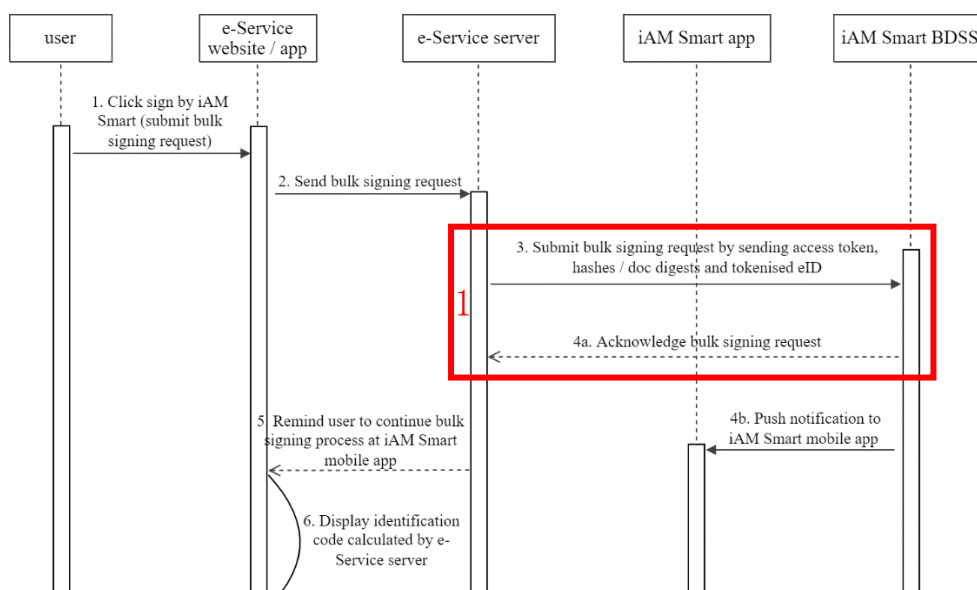 user
e-Service
website / app
e-Service server
iAM Smart app
iAM Smart BDSS
1. Click sign by iAM
Smart (submit bulk
signing request)
2. Send bulk signing request
3. Submit bulk signing request by sending access token,
hashes / doc digests and tokenised eID
1
4a. Acknowledge bulk signing request
5. Remind user to continue bulk
signing process at iAM Smart
mobile app
4b. Push notification to
iAM Smart mobile app
6. Display identification
code calculated by e-
Service server